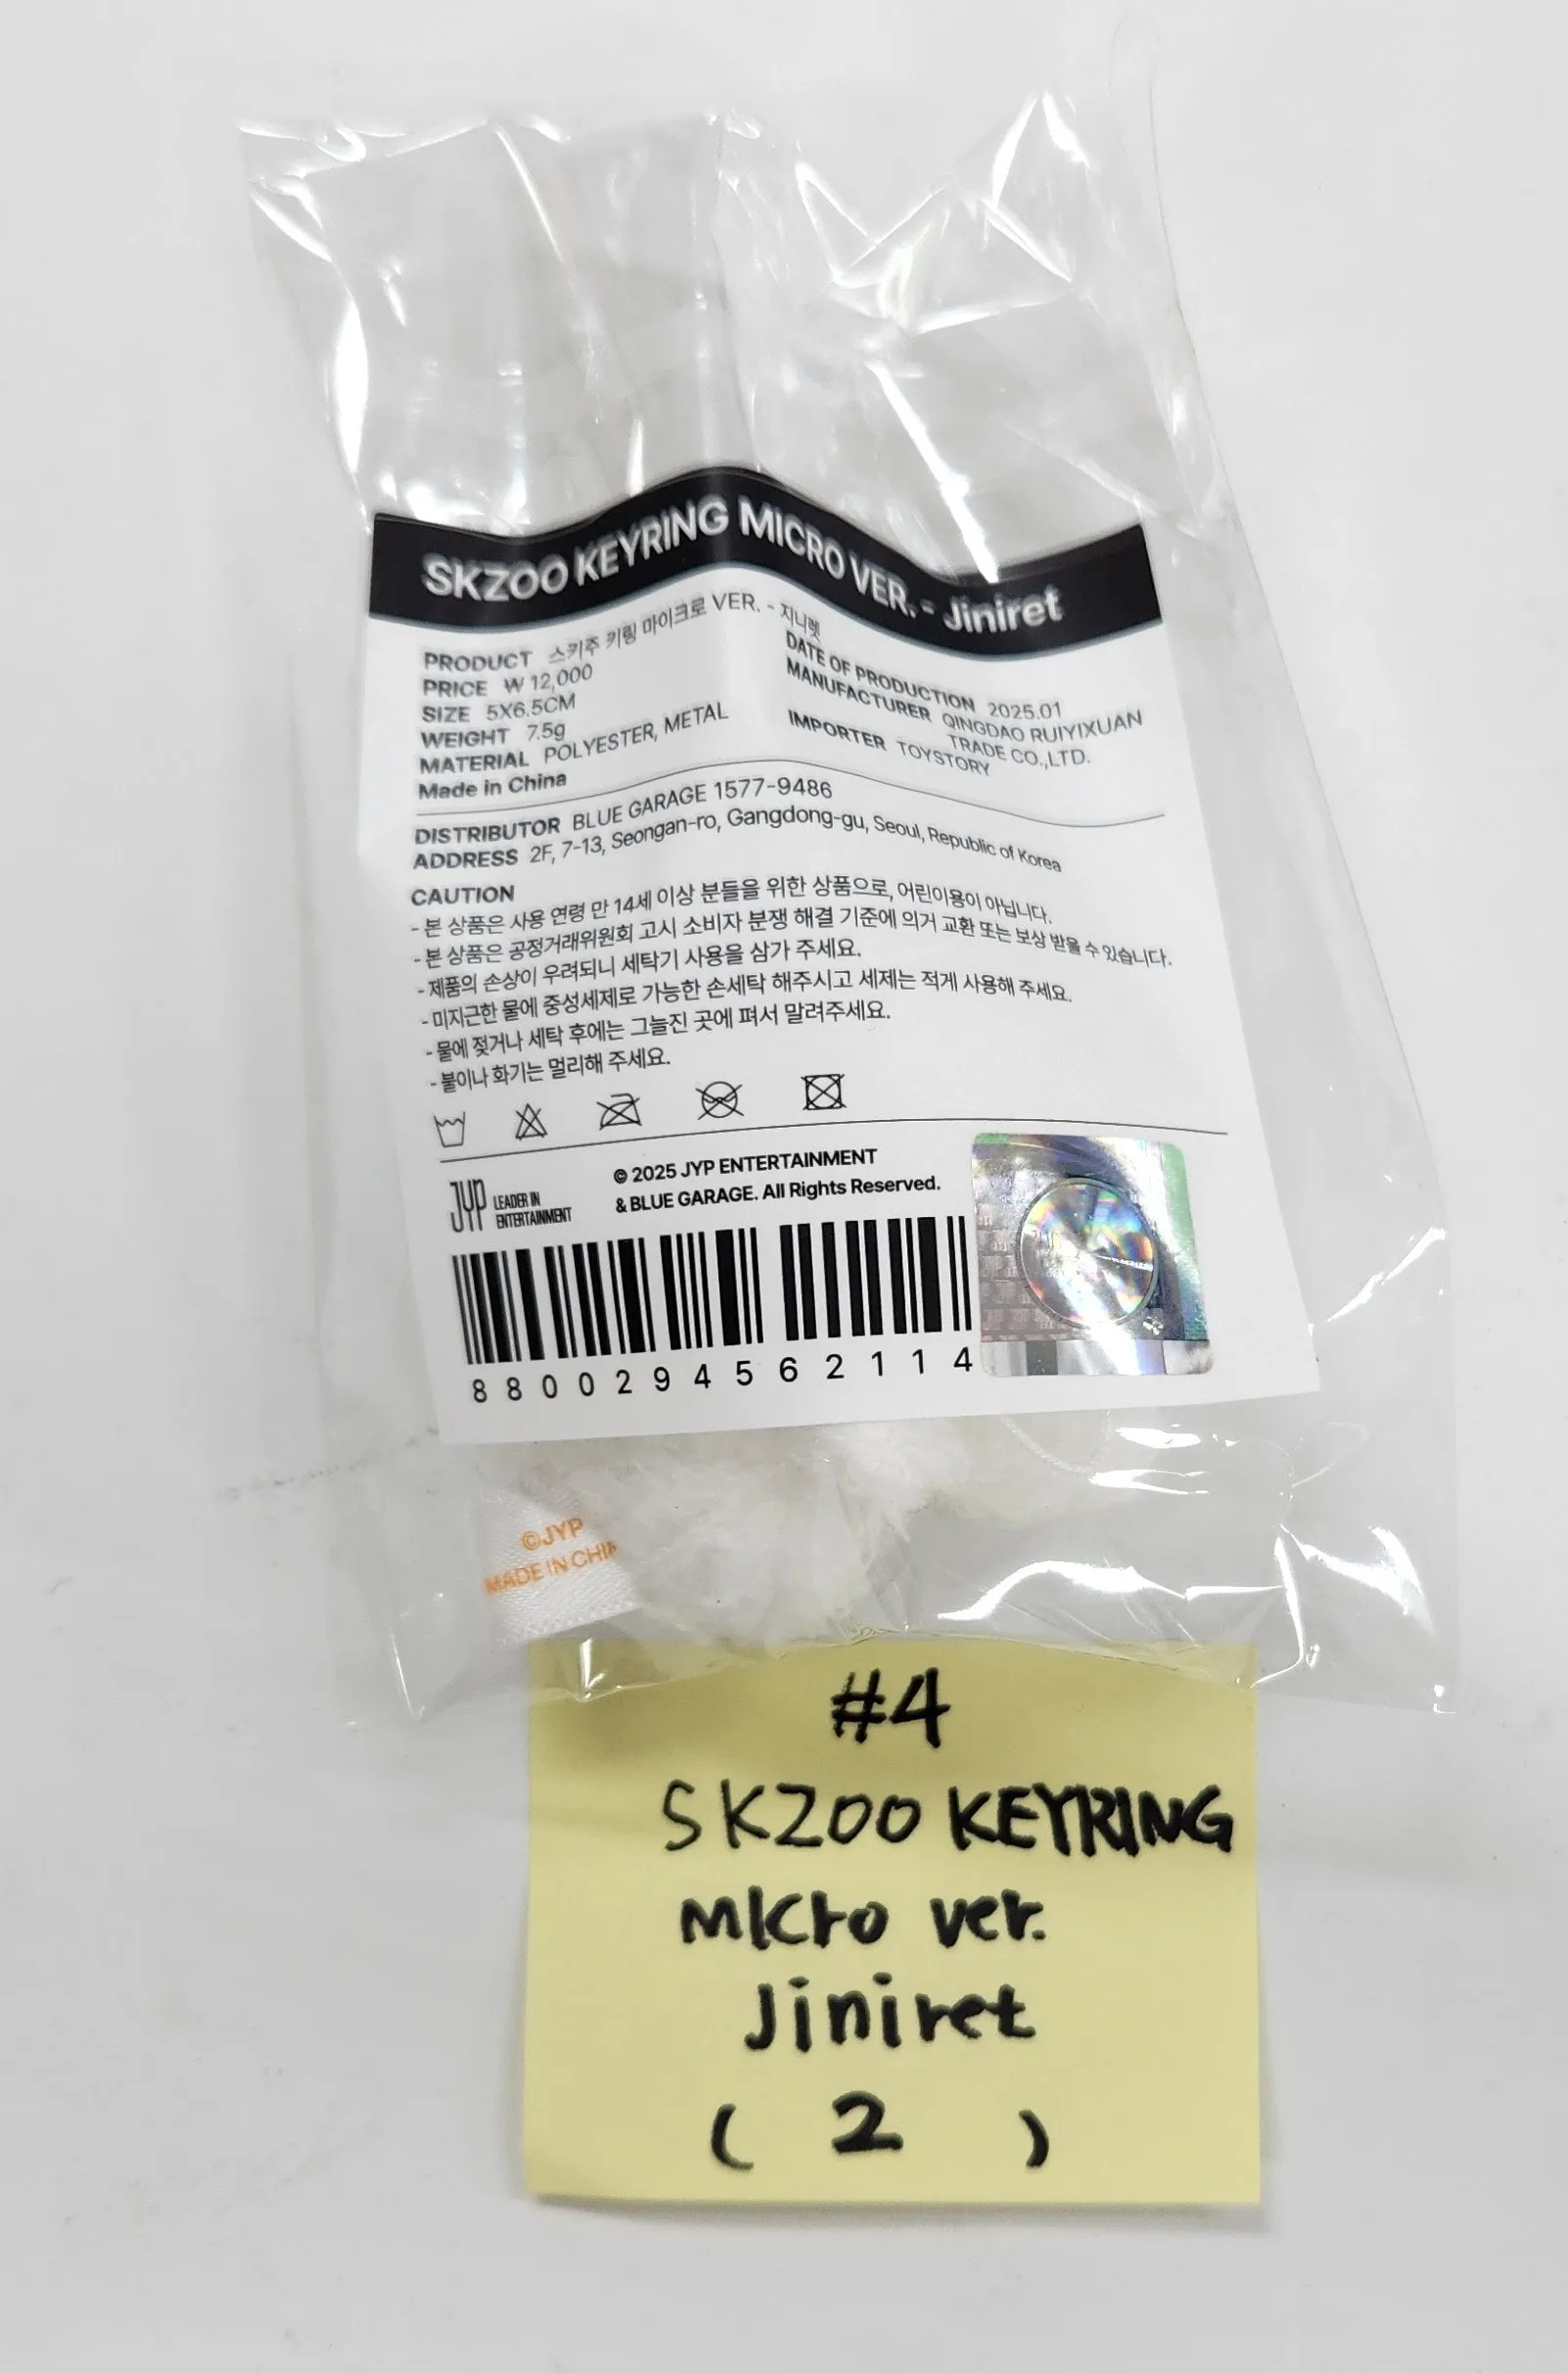 SKZOO KEYRING MICRO VER. - Jiniret
PRODUCT 스키주 키링 마이크로 VER. - 지니렛
PRICE ₩ 12,000
SIZE 5X6.5CM
WEIGHT 7.5g
MATERIAL POLYESTER, METAL
Made in China
DATE OF PRODUCTION 2025.01
MANUFACTURER QINGDAO RUIYIXUAN
TRADE CO.,LTD.
IMPORTER TOYSTORY
DISTRIBUTOR BLUE GARAGE 1577-9486
ADDRESS 2F, 7-13, Seongan-ro, Gangdong-gu, Seoul, Republic of Korea
CAUTION
- 본 상품은 사용 연령 만 14세 이상 분들을 위한 상품으로, 어린이용이 아닙니다.
- 본 상품은 공정거래위원회 고시 소비자 분쟁 해결 기준에 의거 교환 또는 보상 받을 수 있습니다.
- 제품의 손상이 우려되니 세탁기 사용을 삼가 주세요.
- 미지근한 물에 중성세제로 가능한 손세탁 해주시고 세제는 적게 사용해 주세요.
- 물에 젖거나 세탁 후에는 그늘진 곳에 펴서 말려주세요.
- 불이나 화기는 멀리해 주세요.
JYP LEADER IN
ENTERTAINMENT
© 2025 JYP ENTERTAINMENT
& BLUE GARAGE. All Rights Reserved.
8800294562114
©JYP
MADE IN CHIN
#4
SKZOO KEYRING
Micro ver.
Jiniret
( 2 )